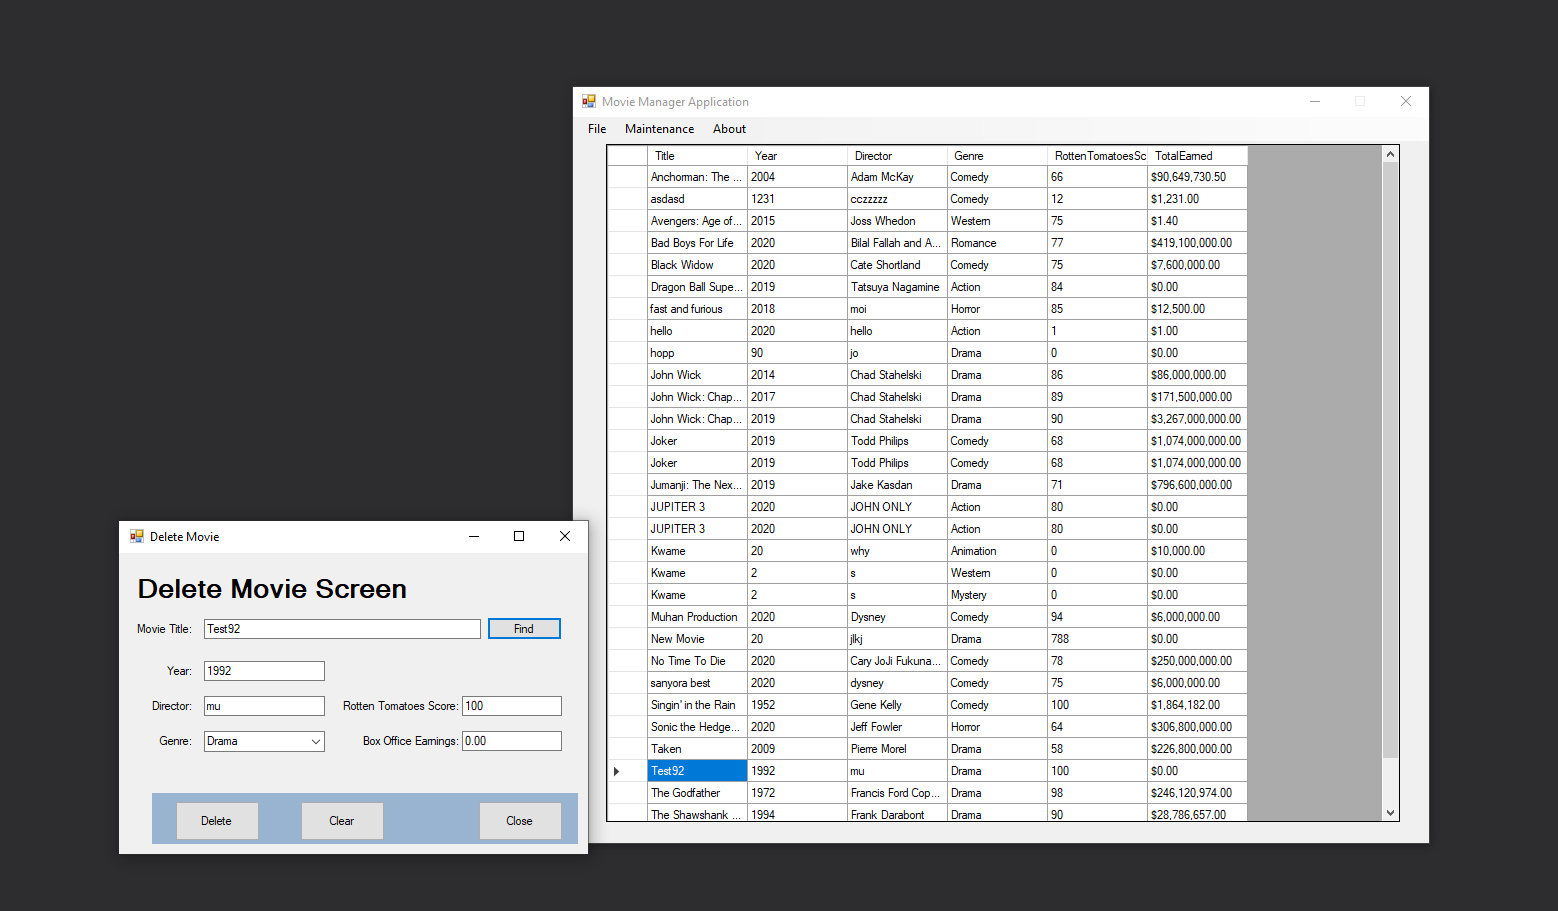 Movie Manager Application
File Maintenance About
Title Year Director Genre RottenTomatoesSc TotalEarned
Anchorman: The ... 2004 Adam McKay Comedy 66 $90,649,730.50
asdasd 1231 cczzzzz Comedy 12 $1,231.00
Avengers: Age of... 2015 Joss Whedon Western 75 $1.40
Bad Boys For Life 2020 Bilal Fallah and A... Romance 77 $419,100,000.00
Black Widow 2020 Cate Shortland Comedy 75 $7,600,000.00
Dragon Ball Supe... 2019 Tatsuya Nagamine Action 84 $0.00
fast and furious 2018 moi Horror 85 $12,500.00
hello 2020 hello Action 1 $1.00
hopp 90 jo Drama 0 $0.00
John Wick 2014 Chad Stahelski Drama 86 $86,000,000.00
John Wick: Chap... 2017 Chad Stahelski Drama 89 $171,500,000.00
John Wick: Chap... 2019 Chad Stahelski Drama 90 $3,267,000,000.00
Joker 2019 Todd Philips Comedy 68 $1,074,000,000.00
Joker 2019 Todd Philips Comedy 68 $1,074,000,000.00
Jumanji: The Nex... 2019 Jake Kasdan Drama 71 $796,600,000.00
JUPITER 3 2020 JOHN ONLY Action 80 $0.00
JUPITER 3 2020 JOHN ONLY Action 80 $0.00
Kwame 20 why Animation 0 $10,000.00
Kwame 2 s Western 0 $0.00
Kwame 2 s Mystery 0 $0.00
Muhan Production 2020 Dysney Comedy 94 $6,000,000.00
New Movie 20 jlkj Drama 788 $0.00
No Time To Die 2020 Cary JoJi Fukuna... Comedy 78 $250,000,000.00
sanyora best 2020 dysney Comedy 75 $6,000,000.00
Singin' in the Rain 1952 Gene Kelly Comedy 100 $1,864,182.00
Sonic the Hedge... 2020 Jeff Fowler Horror 64 $306,800,000.00
Taken 2009 Pierre Morel Drama 58 $226,800,000.00
Test92 1992 mu Drama 100 $0.00
The Godfather 1972 Francis Ford Cop... Drama 98 $246,120,974.00
The Shawshank ... 1994 Frank Darabont Drama 90 $28,786,657.00
Delete Movie
Delete Movie Screen
Movie Title: Test92 Find
Year: 1992
Director: mu Rotten Tomatoes Score: 100
Genre: Drama Box Office Earnings: 0.00
Delete Clear Close